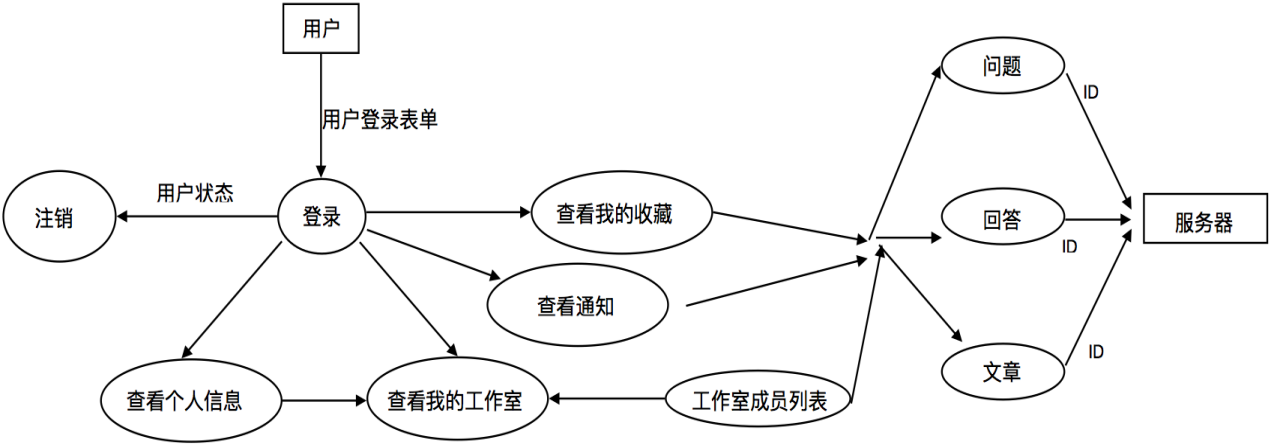 用户
用户登录表单
问题
ID
注销
用户状态
登录
查看我的收藏
回答
ID
服务器
查看通知
文章
ID
查看个人信息
查看我的工作室
工作室成员列表